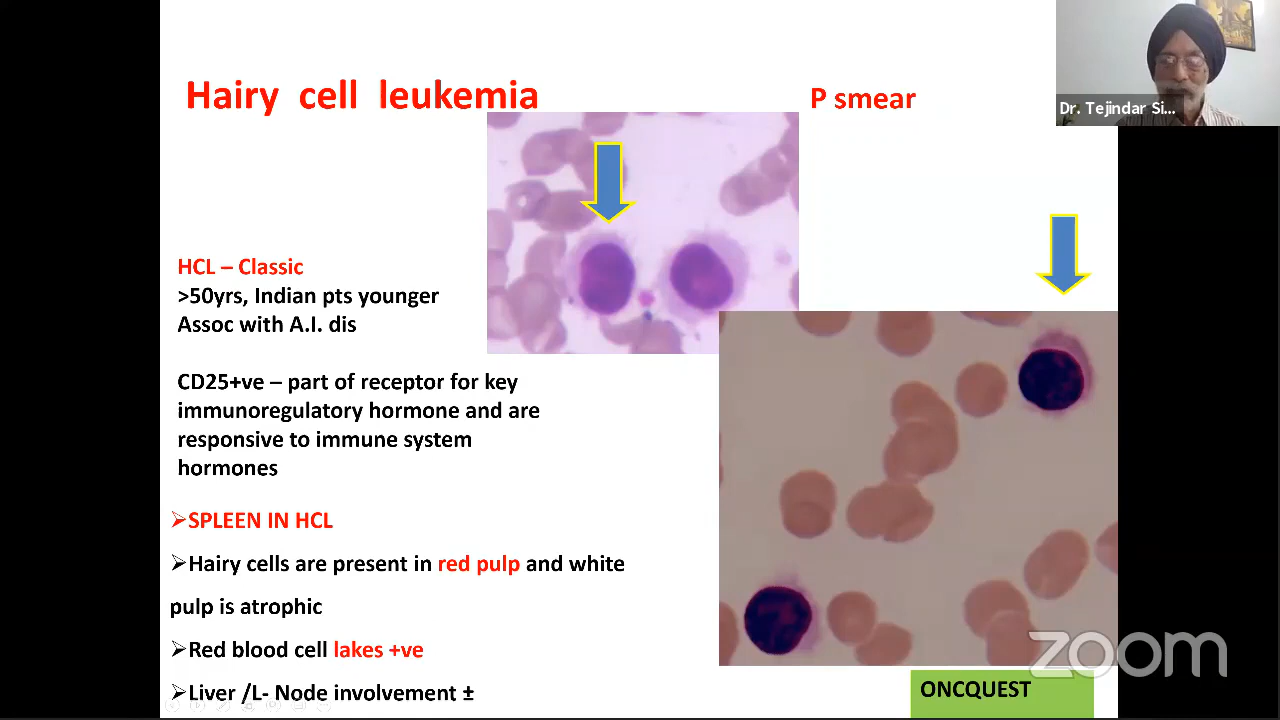 Hairy cell leukemia
P smear
Dr. Tejindar Si...
HCL – Classic
>50yrs, Indian pts younger
Assoc with A.I. dis
CD25+ve – part of receptor for key
immunoregulatory hormone and are
responsive to immune system
hormones
➢SPLEEN IN HCL
➢Hairy cells are present in red pulp and white
pulp is atrophic
➢Red blood cell lakes +ve
➢Liver /L- Node involvement ±
zoom
ONCQUEST